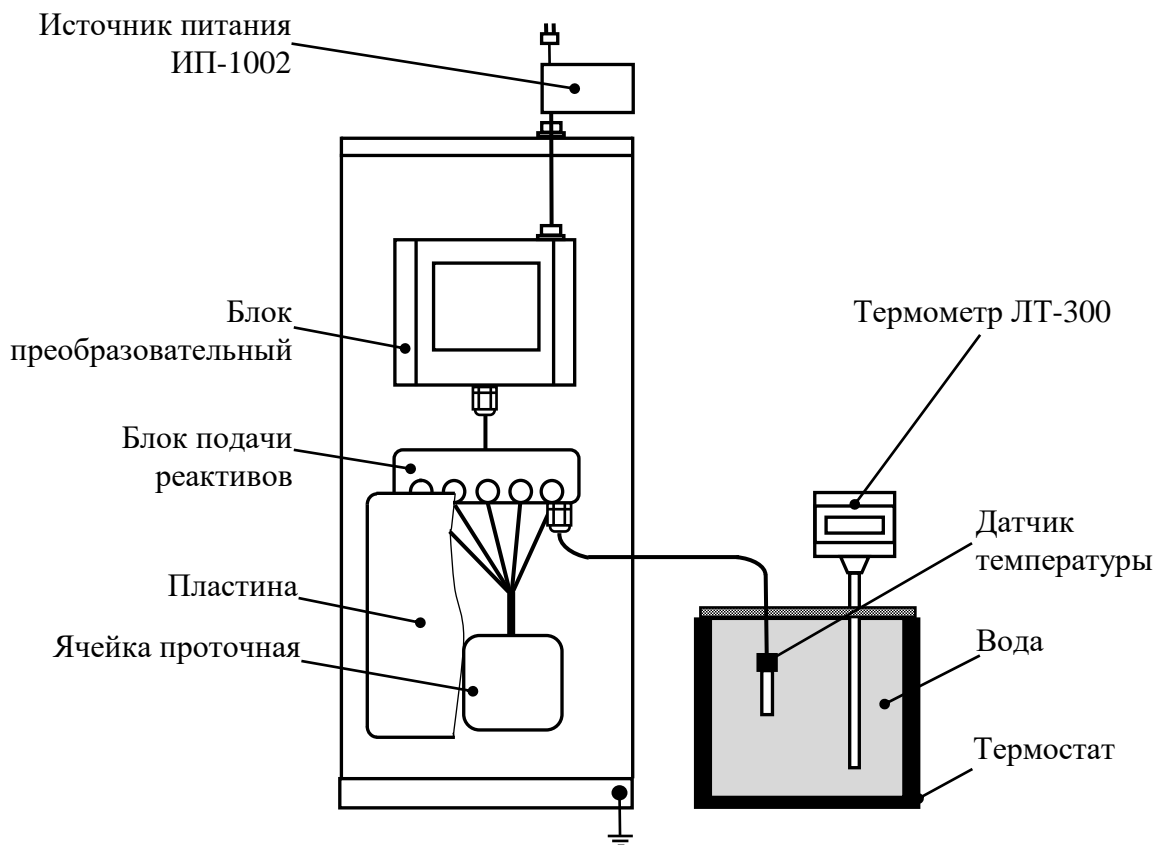 Источник питания
ИП-1002
Блок
преобразовательный
Термометр ЛТ-300
Блок подачи
реактивов
Датчик
температуры
Пластина
Ячейка проточная
Вода
Термостат